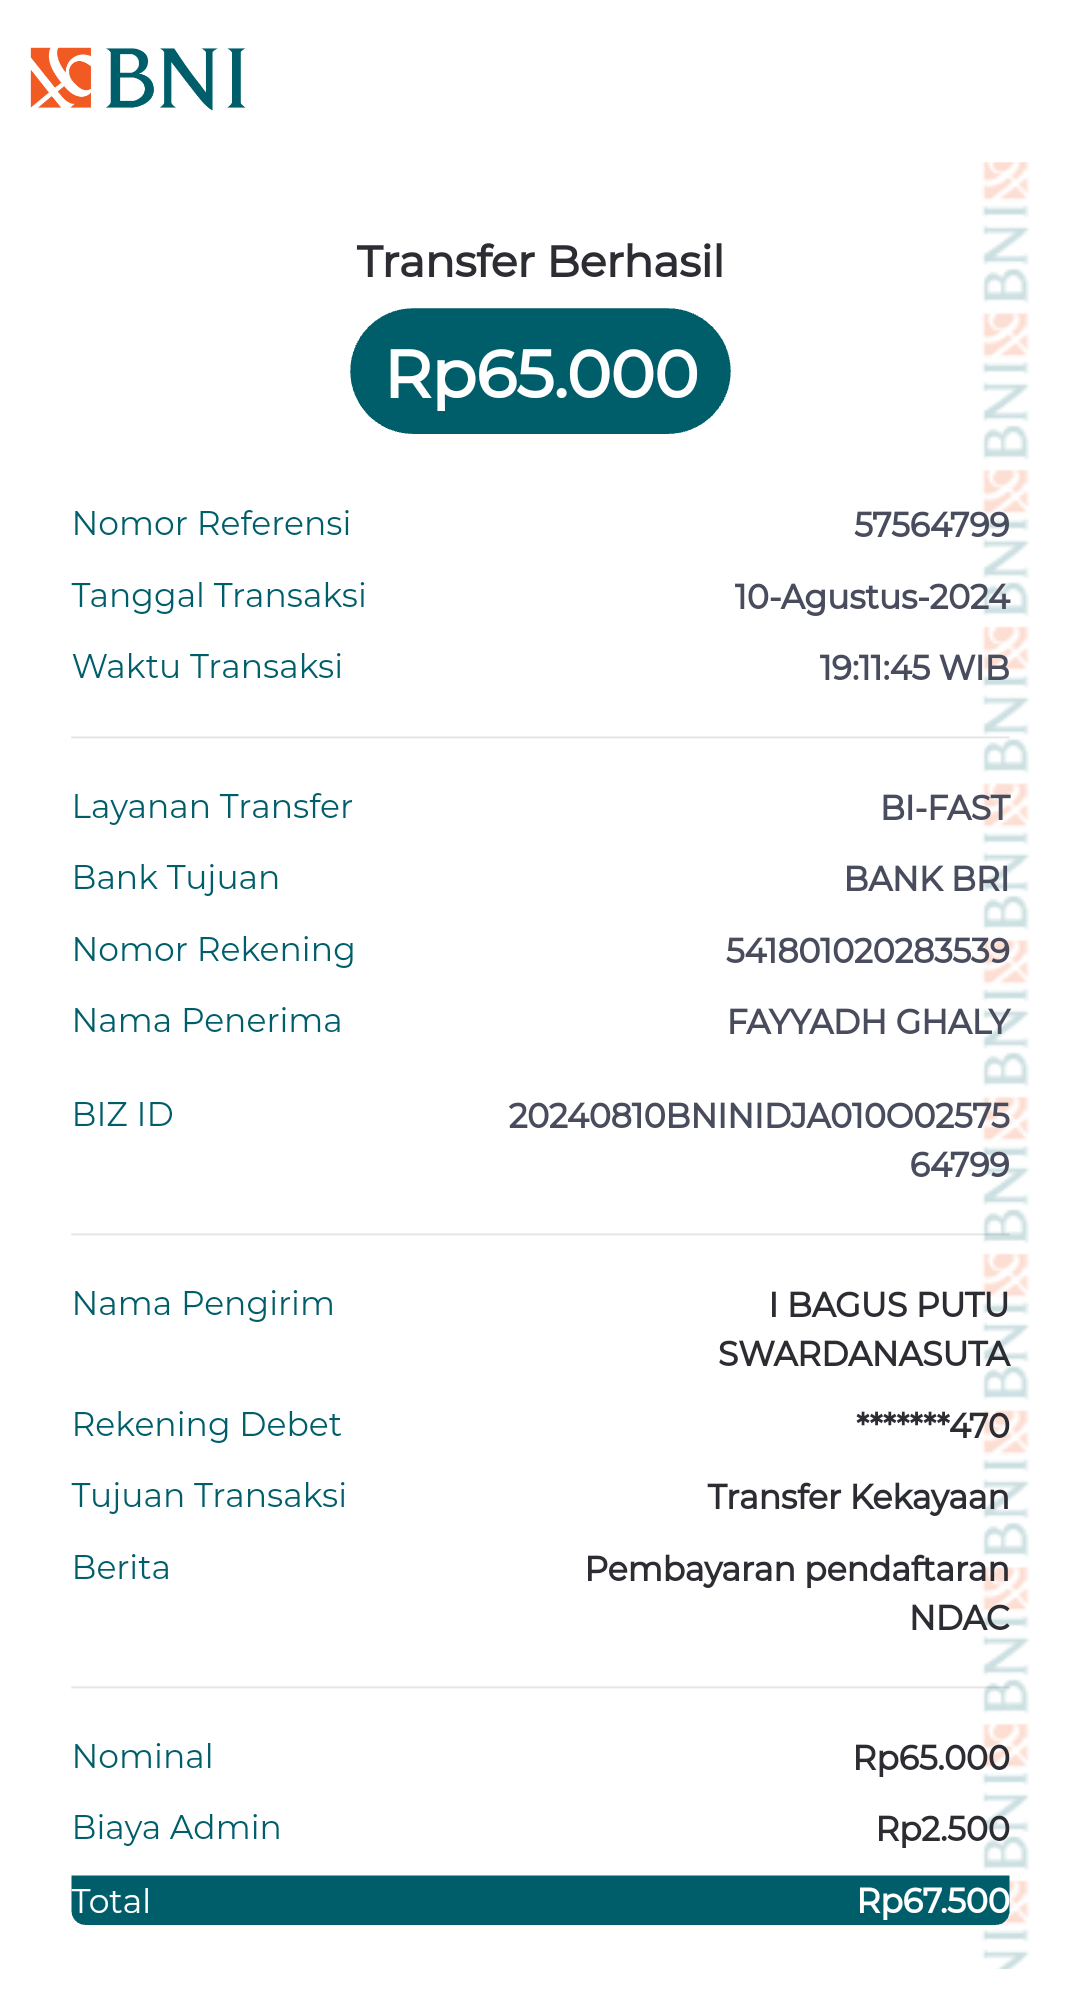 BNI
Transfer Berhasil
Rp65.000
Nomor Referensi 57564799
Tanggal Transaksi 10-Agustus-2024
Waktu Transaksi 19:11:45 WIB
Layanan Transfer BI-FAST
Bank Tujuan BANK BRI
Nomor Rekening 541801020283539
Nama Penerima FAYYADH GHALY
BIZ ID 20240810BNINIDJA010O02575
64799
Nama Pengirim I BAGUS PUTU
SWARDANASUTA
Rekening Debet *******470
Tujuan Transaksi Transfer Kekayaan
Berita Pembayaran pendaftaran
NDAC
Nominal Rp65.000
Biaya Admin Rp2.500
Total Rp67.500
BNI BNI BNI BNI BNI BNI BNI BNI BNI BNI BNI BNI